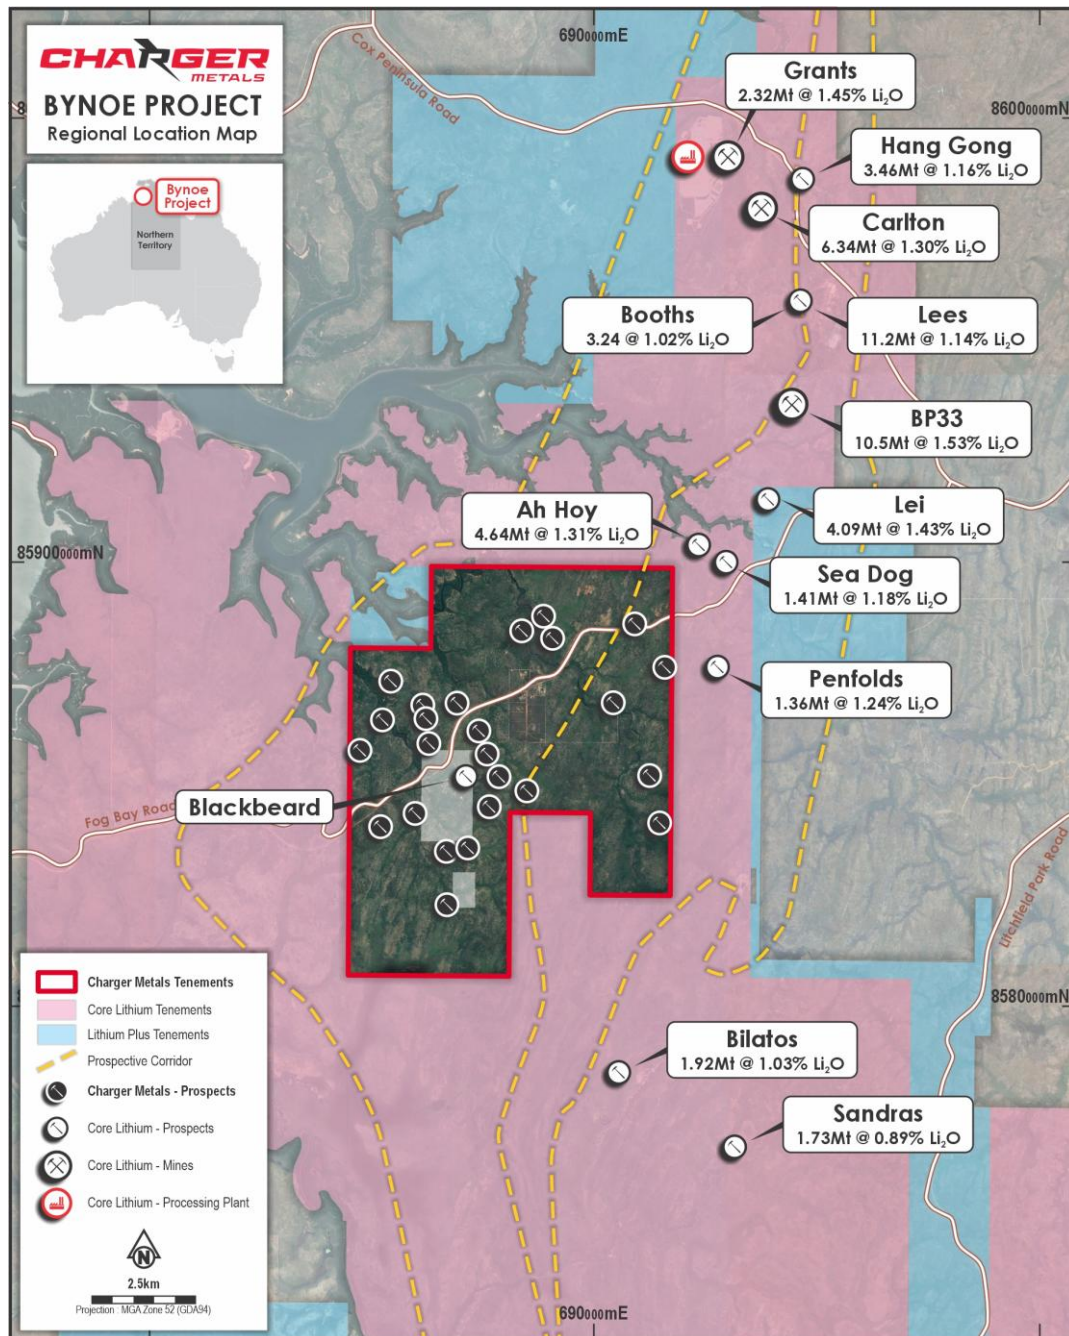 CHARGER
METALS
BYNOE PROJECT
Regional Location Map
Bynoe
Project
Northern
Territory
690000mE
Cox Peninsula Road
Grants
2.32Mt @ 1.45% Li₂O
8600000mN
Hang Gong
3.46Mt @ 1.16% Li₂O
Carlton
6.34Mt @ 1.30% Li₂O
Booths
3.24 @ 1.02% Li₂O
Lees
11.2Mt @ 1.14% Li₂O
BP33
10.5Mt @ 1.53% Li₂O
Ah Hoy
4.64Mt @ 1.31% Li₂O
Lei
4.09Mt @ 1.43% Li₂O
85900000mN
Sea Dog
1.41Mt @ 1.18% Li₂O
Penfolds
1.36Mt @ 1.24% Li₂O
Blackbeard
Fog Bay Road
Litchfield Park Road
8580000mN
Bilatos
1.92Mt @ 1.03% Li₂O
Sandras
1.73Mt @ 0.89% Li₂O
Charger Metals Tenements
Core Lithium Tenements
Lithium Plus Tenements
Prospective Corridor
Charger Metals - Prospects
Core Lithium - Prospects
Core Lithium - Mines
Core Lithium - Processing Plant
N
2.5km
Projection : MGA Zone 52 (GDA94)
690000mE